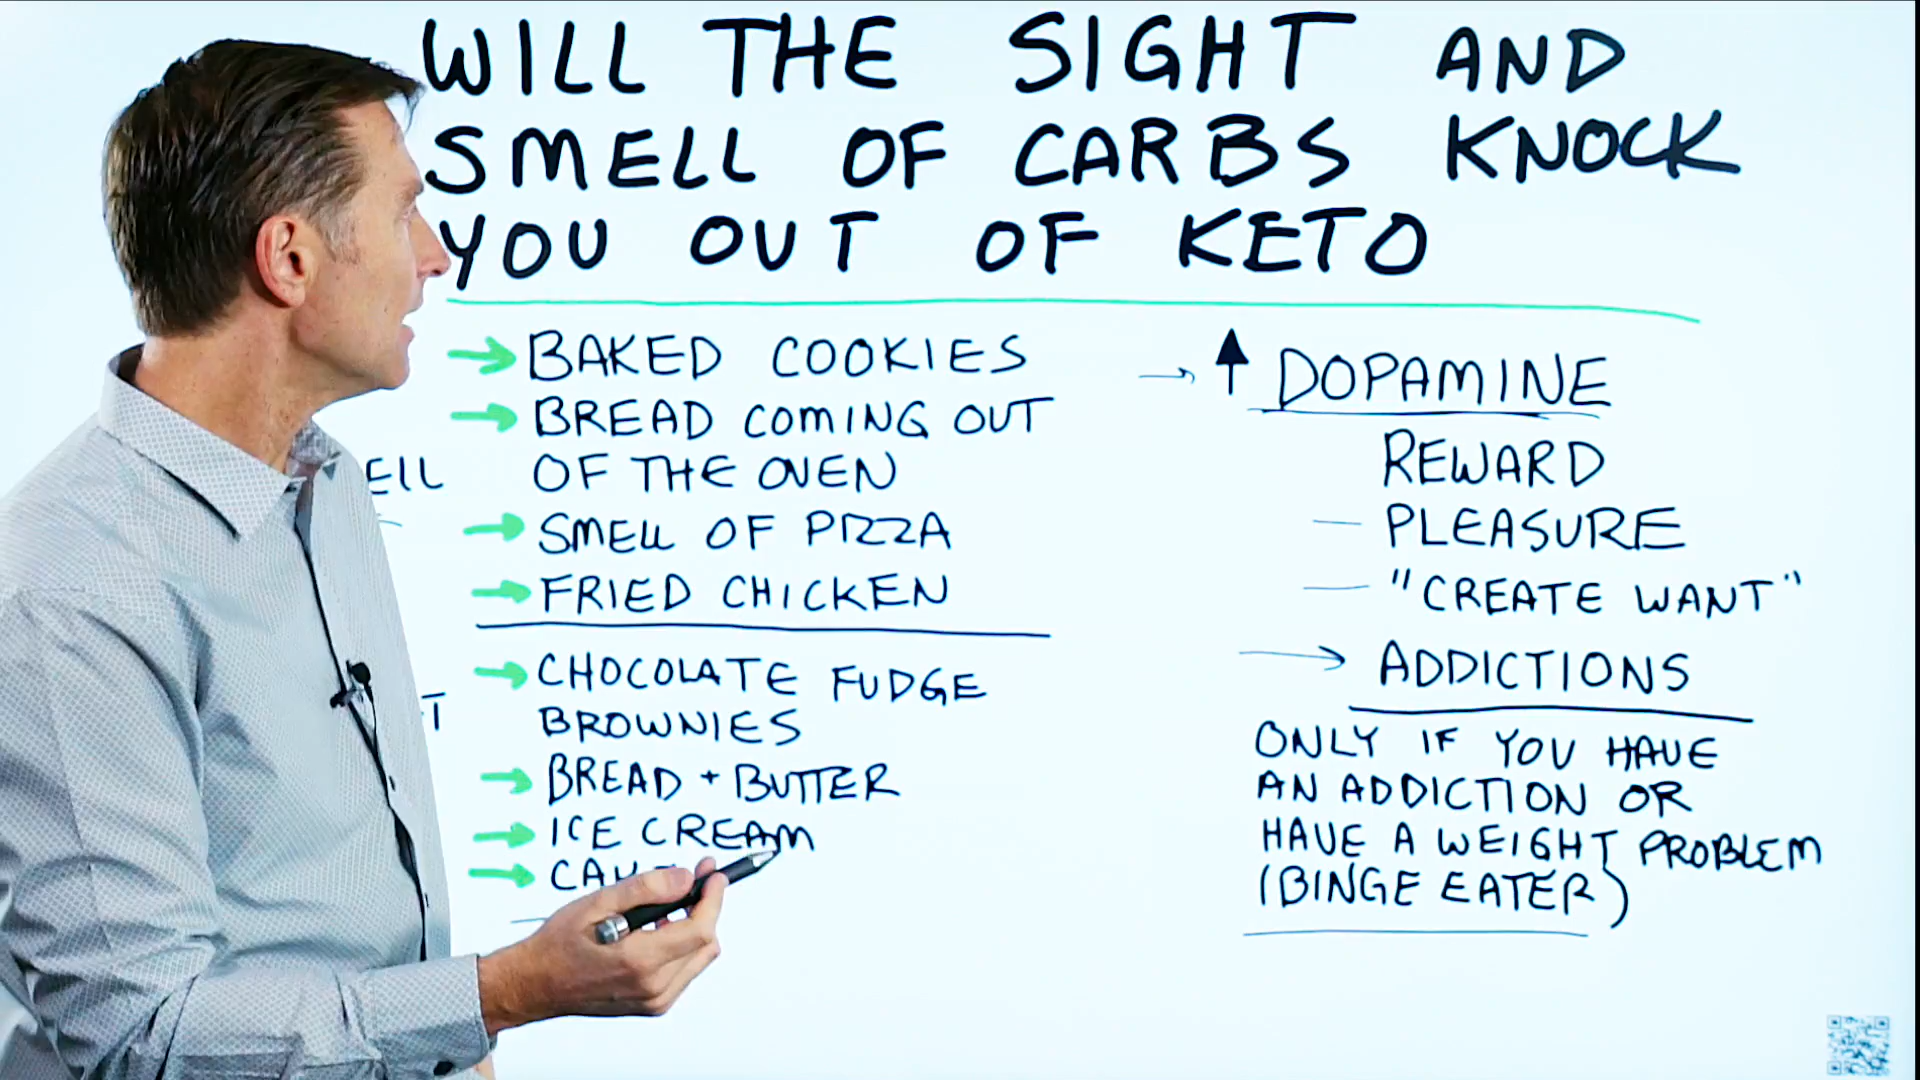 WILL THE SIGHT AND
SMELL OF CARBS KNOCK
YOU OUT OF KETO
→ BAKED COOKIES
→ BREAD COMING OUT
OF THE OVEN
→ SMELL OF PIZZA
→ FRIED CHICKEN
→ CHOCOLATE FUDGE
BROWNIES
→ BREAD + BUTTER
→ ICE CREAM
→ ↑ DOPAMINE
REWARD
— PLEASURE
— "CREATE WANT"
→ ADDICTIONS
ONLY IF YOU HAVE
AN ADDICTION OR
HAVE A WEIGHT PROBLEM
(BINGE EATER)